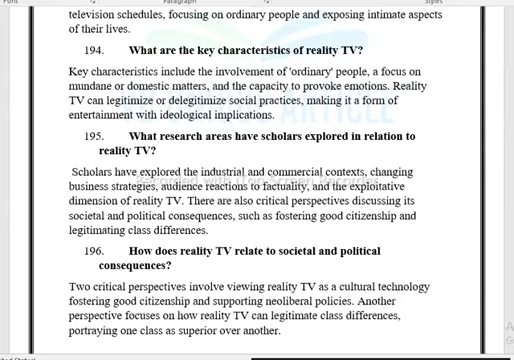 Paragraph
Styles
television schedules, focusing on ordinary people and exposing intimate aspects
of their lives.
194. What are the key characteristics of reality TV?
Key characteristics include the involvement of 'ordinary' people, a focus on
mundane or domestic matters, and the capacity to provoke emotions. Reality
TV can legitimize or delegitimize social practices, making it a form of
entertainment with ideological implications.
195. What research areas have scholars explored in relation to
reality TV?
Scholars have explored the industrial and commercial contexts, changing
business strategies, audience reactions to factuality, and the exploitative
dimension of reality TV. There are also critical perspectives discussing its
societal and political consequences, such as fostering good citizenship and
legitimating class differences.
196. How does reality TV relate to societal and political
consequences?
Two critical perspectives involve viewing reality TV as a cultural technology
fostering good citizenship and supporting neoliberal policies. Another
perspective focuses on how reality TV can legitimate class differences,
portraying one class as superior over another.